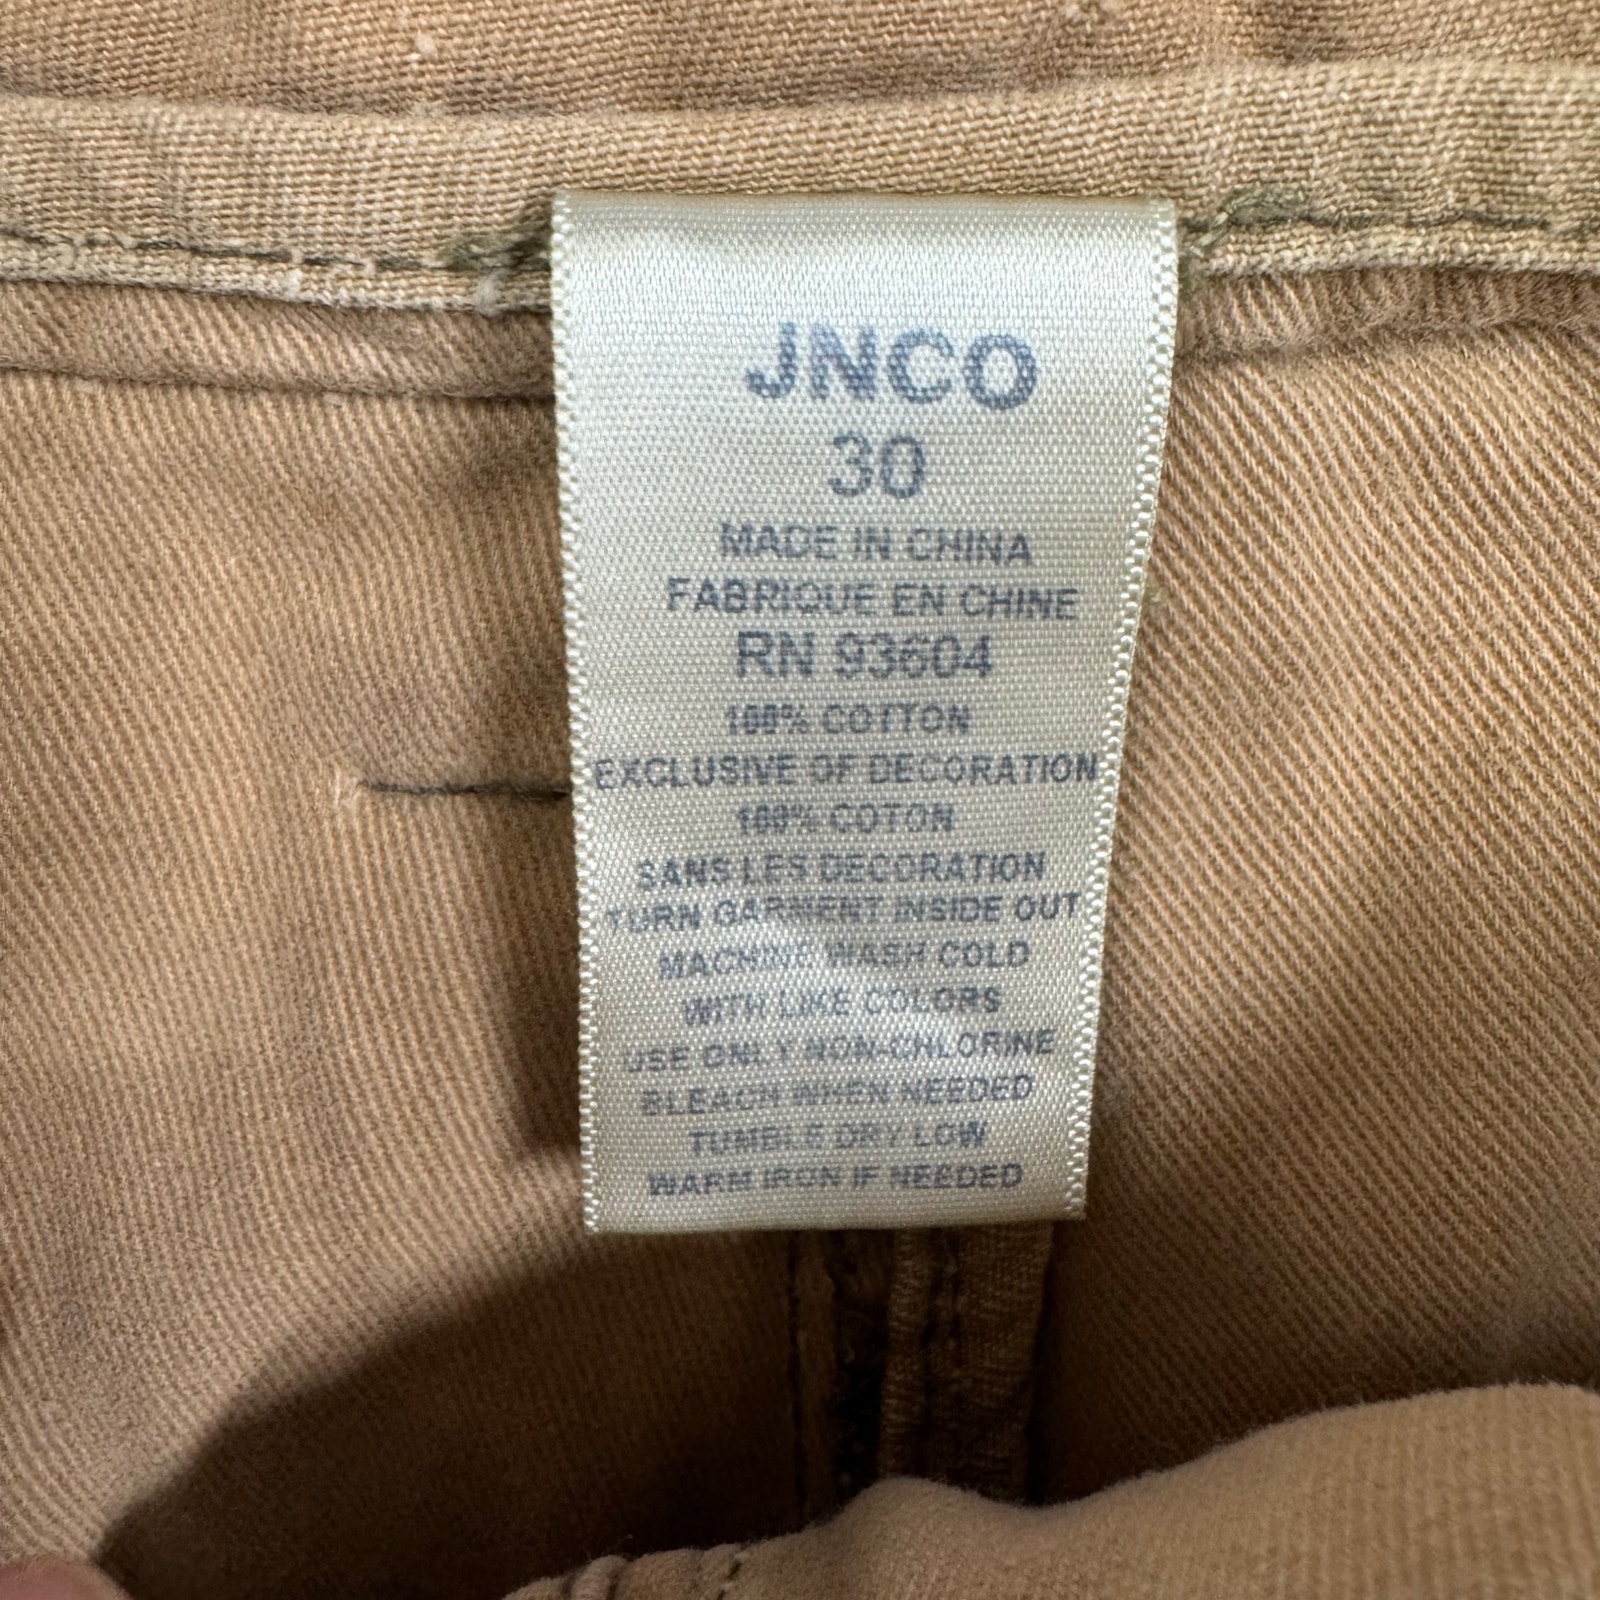 JNCO
30
MADE IN CHINA
FABRIQUE EN CHINE
RN 93604
100% COTTON
EXCLUSIVE OF DECORATION
100% COTON
SANS LES DECORATION
TURN GARMENT INSIDE OUT
MACHINE WASH COLD
WITH LIKE COLORS
USE ONLY NON-CHLORINE
BLEACH WHEN NEEDED
TUMBLE DRY LOW
WARM IRON IF NEEDED